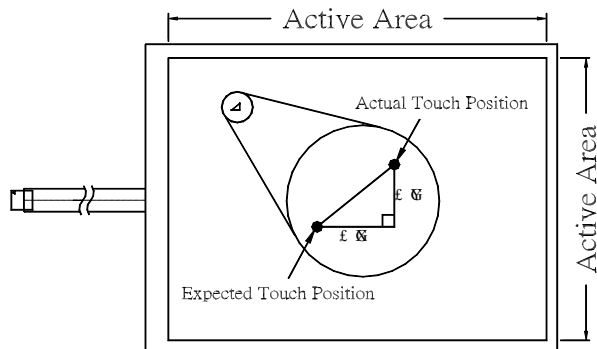 Active Area
Actual Touch Position
Active Area
Expected Touch Position